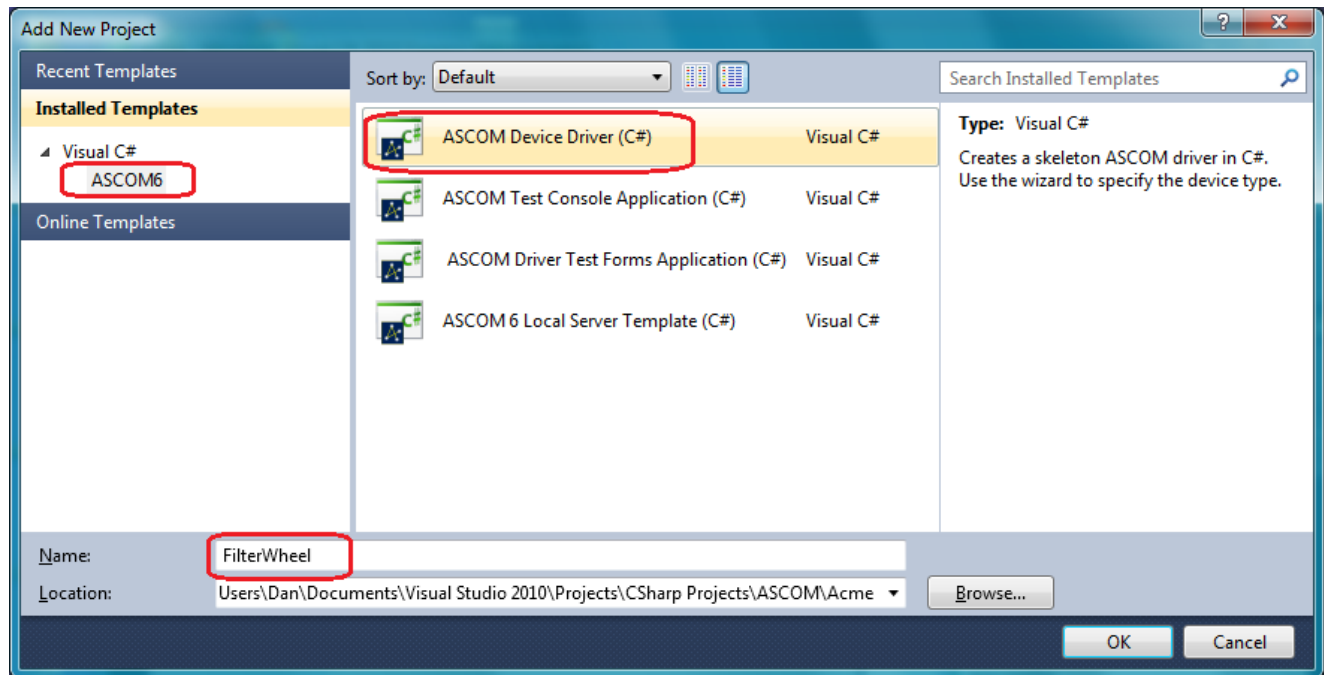 Add New Project
Recent Templates
Installed Templates
Visual C#
ASCOM6
Online Templates
Sort by: Default
ASCOM Device Driver (C#) Visual C#
ASCOM Test Console Application (C#) Visual C#
ASCOM Driver Test Forms Application (C#) Visual C#
ASCOM 6 Local Server Template (C#) Visual C#
Search Installed Templates
Type: Visual C#
Creates a skeleton ASCOM driver in C#.
Use the wizard to specify the device type.
Name: FilterWheel
Location: Users\Dan\Documents\Visual Studio 2010\Projects\CSharp Projects\ASCOM\Acme Browse...
OK Cancel